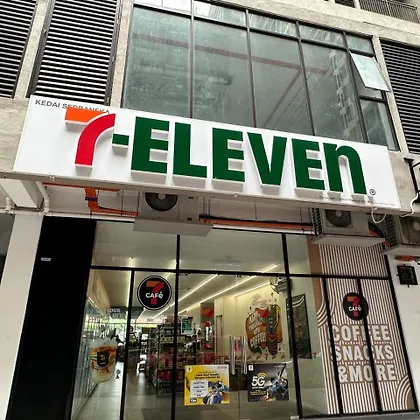 KEDAI SERBANEKA
7-ELEVEn®
7
CAFé
7
CAFé
COFFEE
SNACKS
&MORE
5G